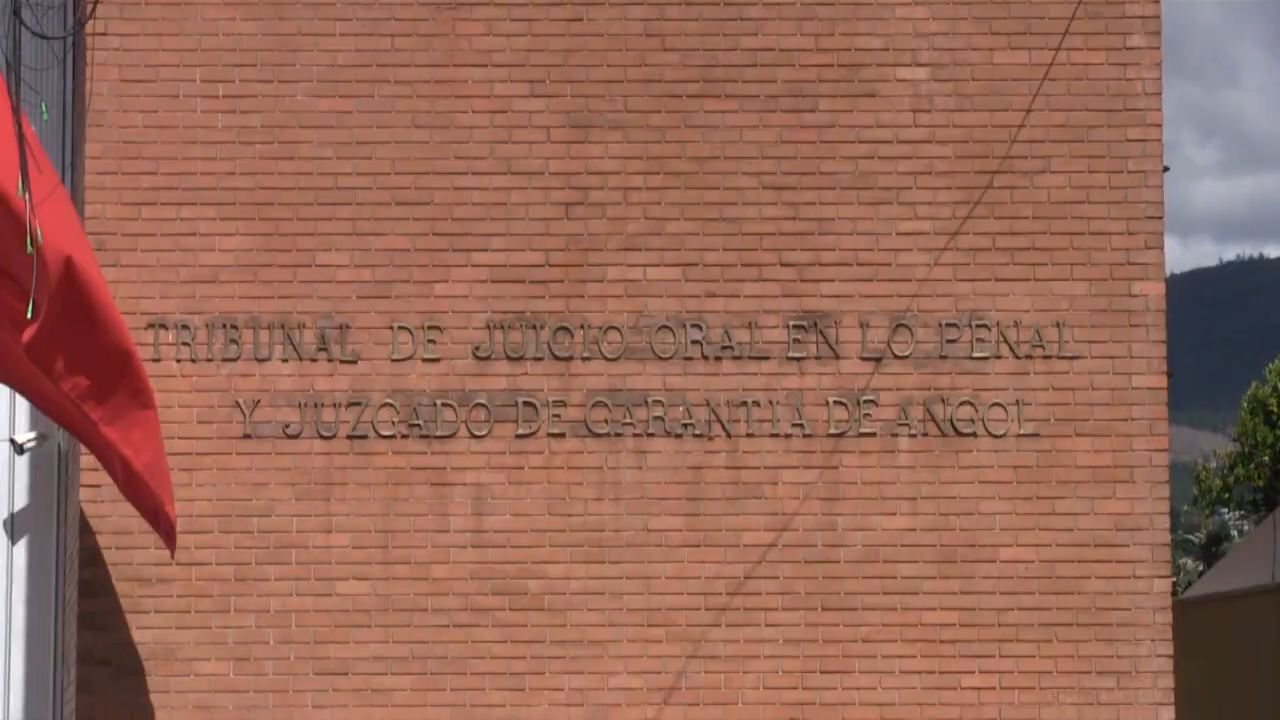 TRIBUNAL DE JUICIO ORAL EN LO PENAL
Y JUZGADO DE GARANTIA DE ANGOL